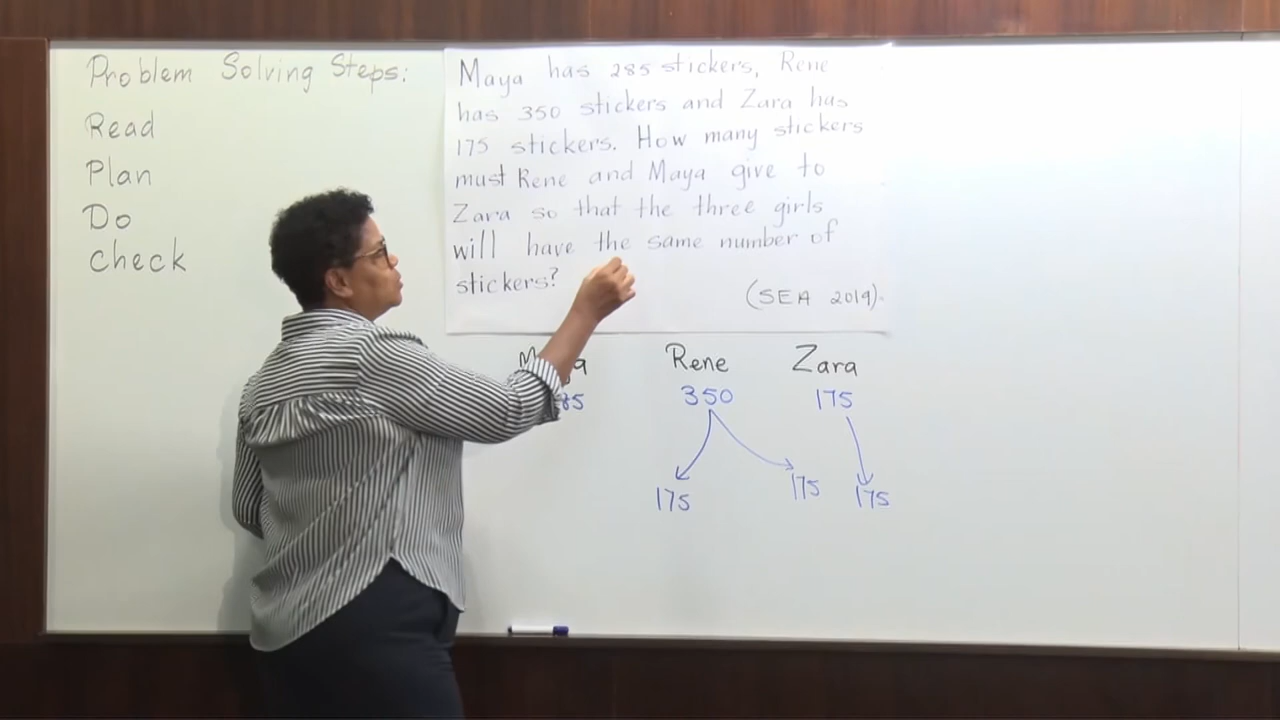 Problem Solving Steps:
Read
Plan
Do
Check
Maya has 285 stickers, Rene
has 350 stickers and Zara has
175 stickers. How many stickers
must Rene and Maya give to
Zara so that the three girls
will have the same number of
stickers?
(SEA 2019).
Rene Zara
350 175
175 175 175